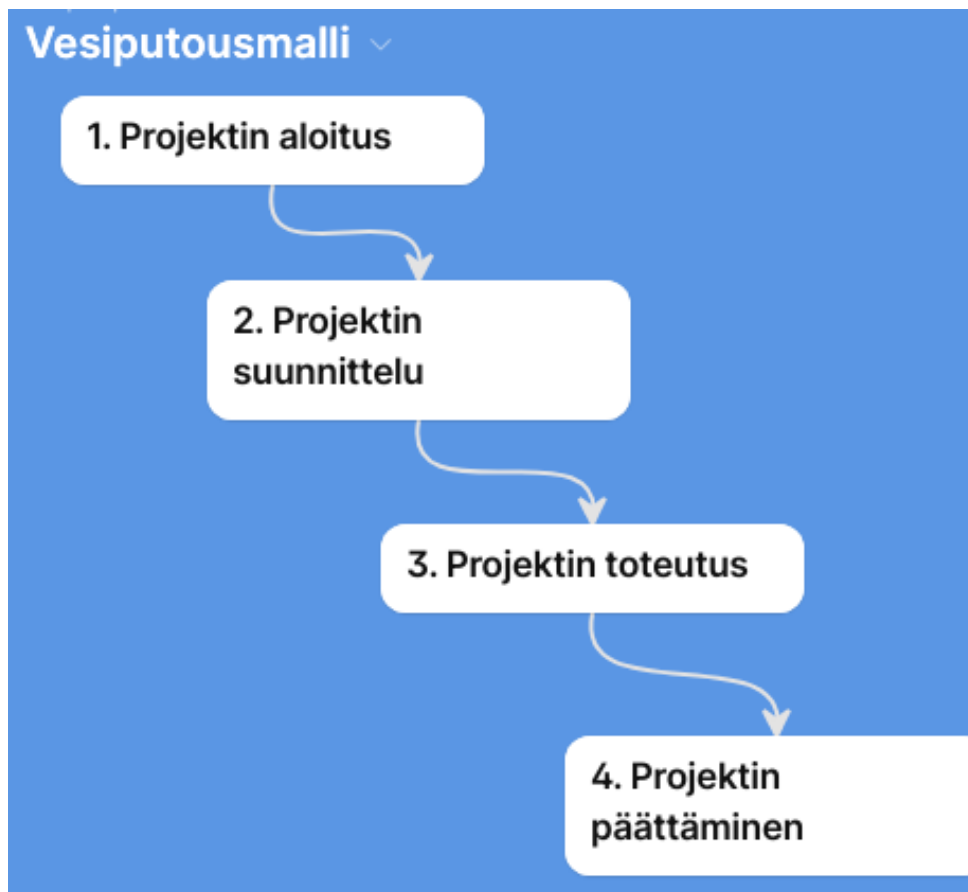 Vesiputousmalli
1. Projektin aloitus
2. Projektin
suunnittelu
3. Projektin toteutus
4. Projektin
päättäminen